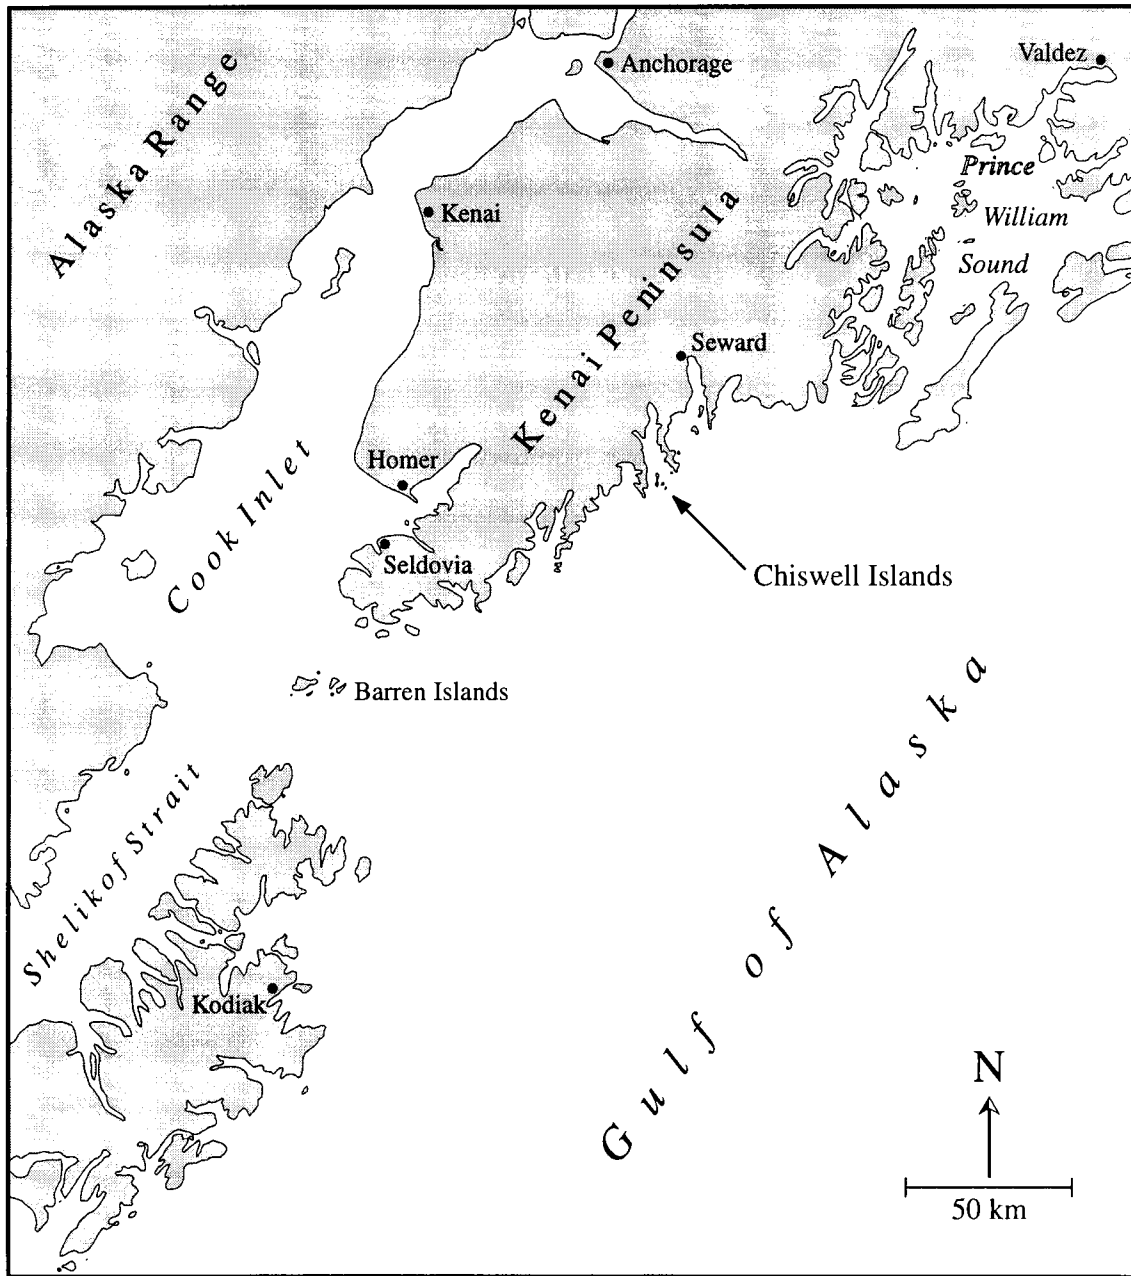 Valdez
Anchorage
Alaska Range
Prince
William
Sound
Kenai
Kenai Peninsula
Seward
Homer
Cook Inlet
Seldovia
Chiswell Islands
Barren Islands
Gulf of Alaska
Shelikof Strait
Kodiak
N
50 km